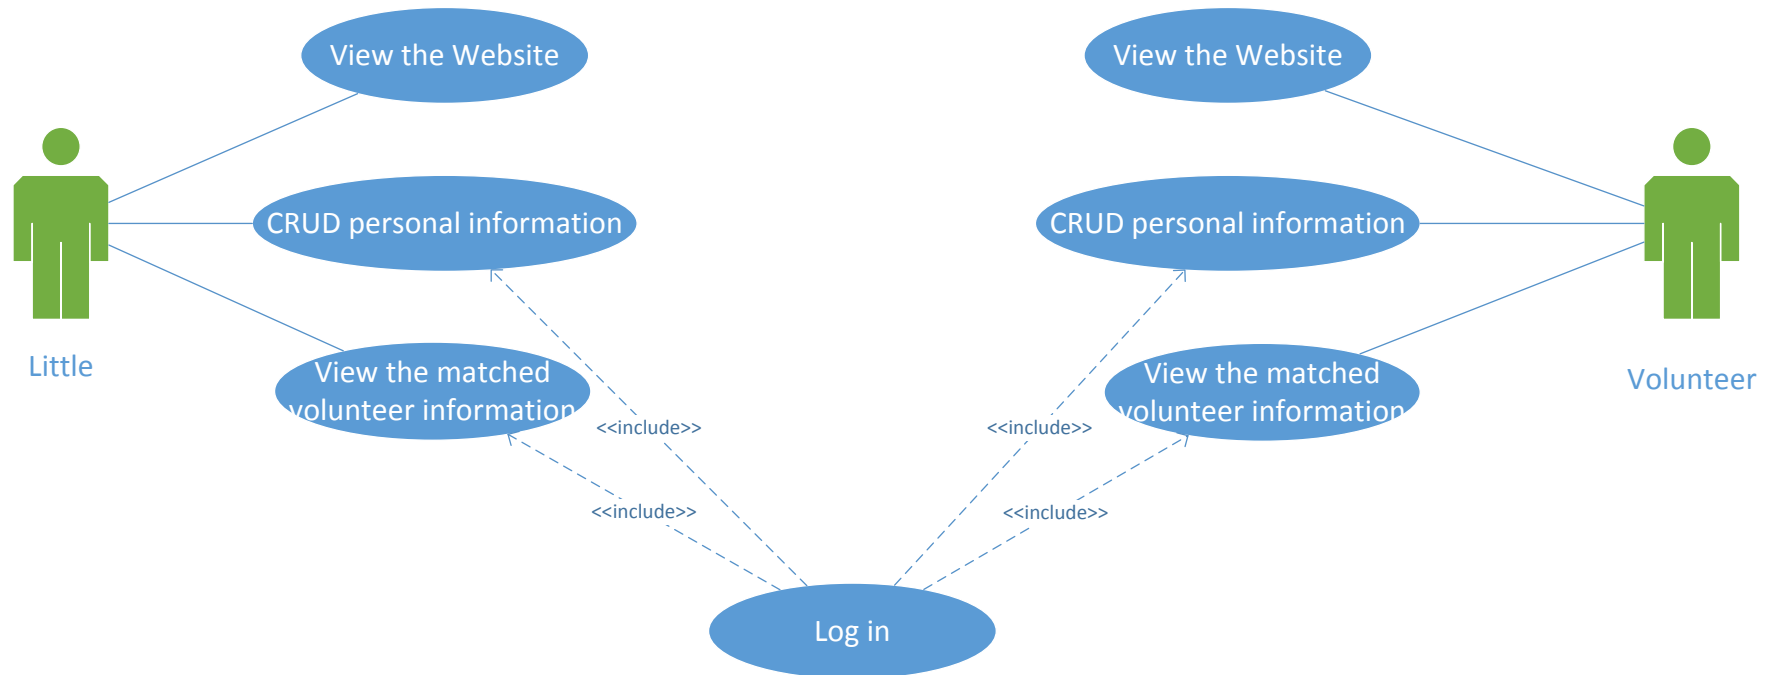 View the Website
View the Website
CRUD personal information
CRUD personal information
Little
View the matched
volunteer information
View the matched
volunteer information
Volunteer
<<include>>
<<include>>
<<include>>
<<include>>
Log in